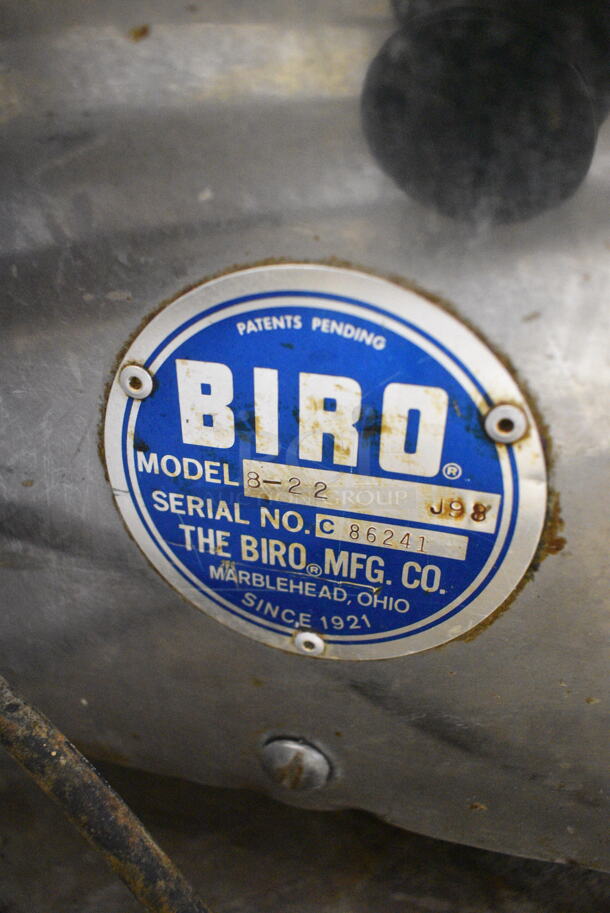 PATENTS PENDING
BIRO®
MODEL 8-22 J98
SERIAL NO. C 86241
THE BIRO® MFG. CO.
MARBLEHEAD, OHIO
SINCE 1921